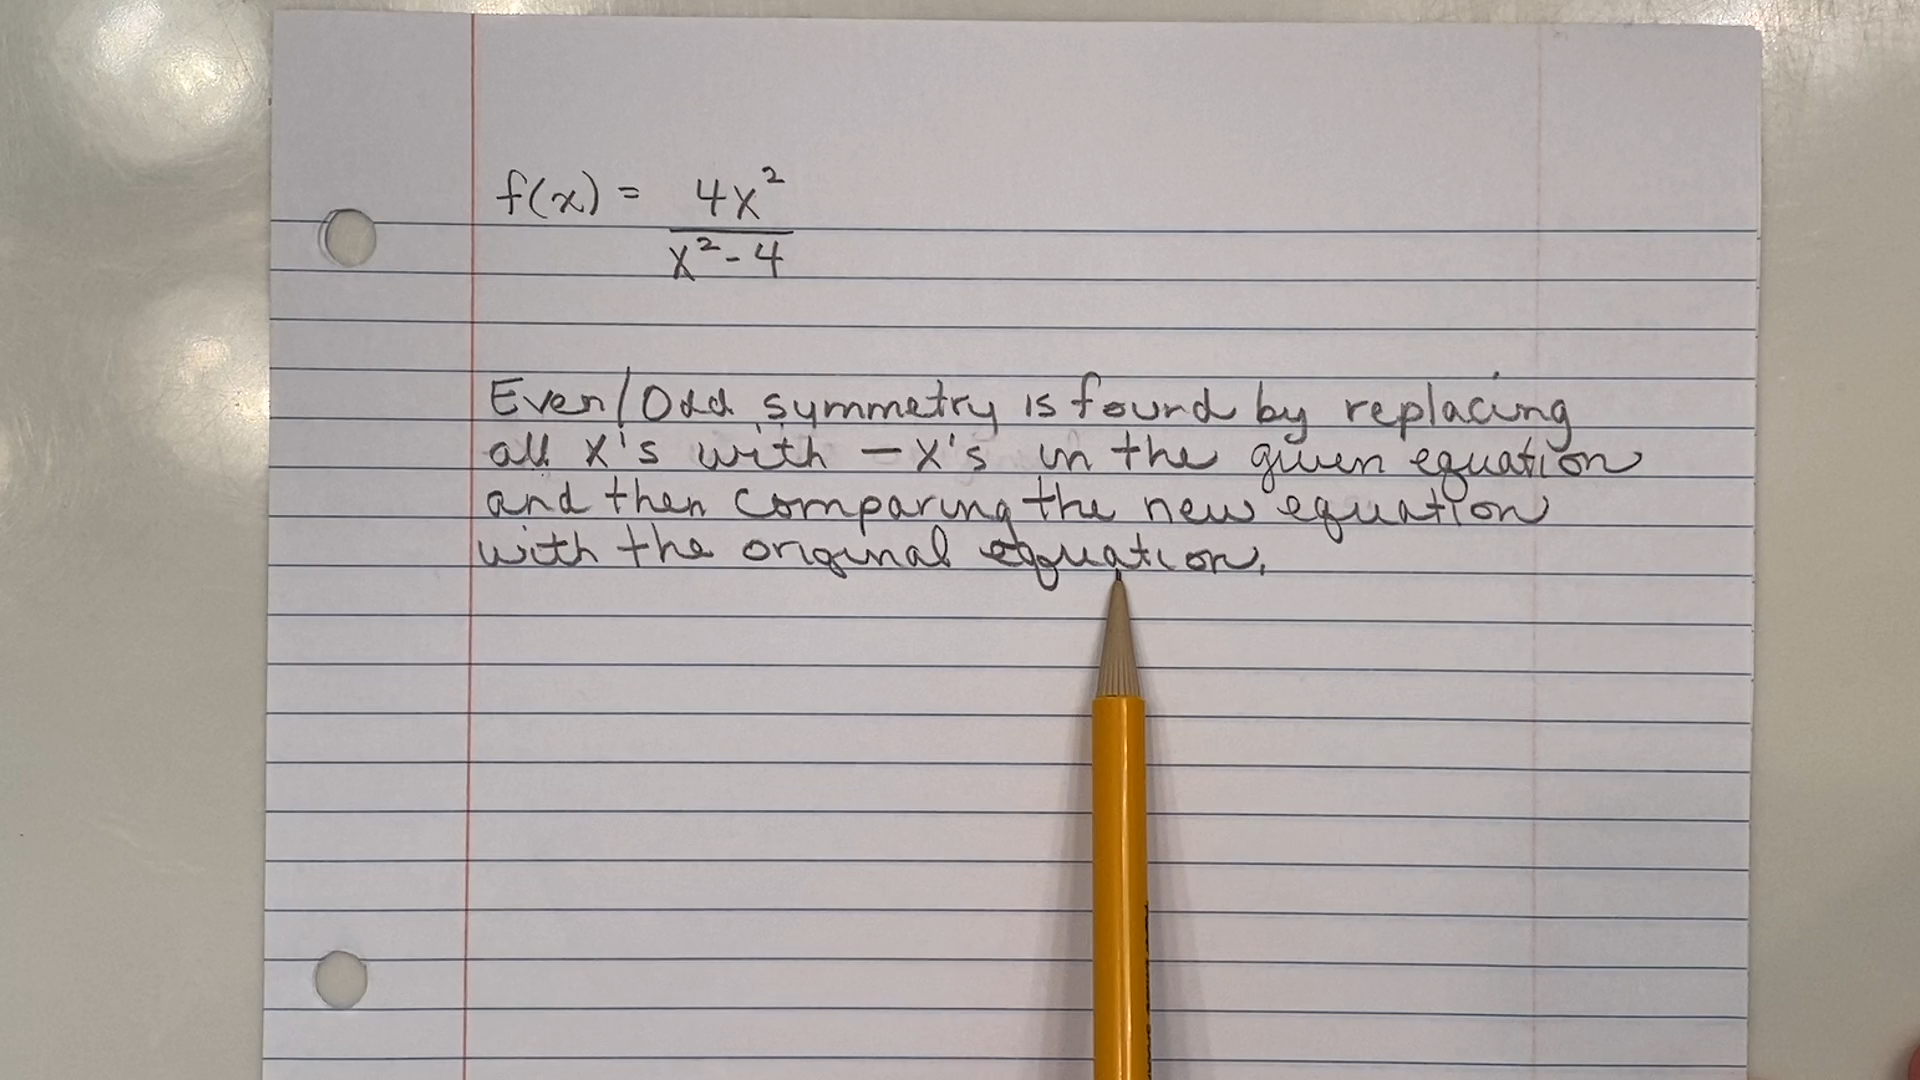 f(x) = 4x²
x² - 4
Even/Odd symmetry is found by replacing
all x's with -x's in the given equation
and then comparing the new equation
with the original equation.